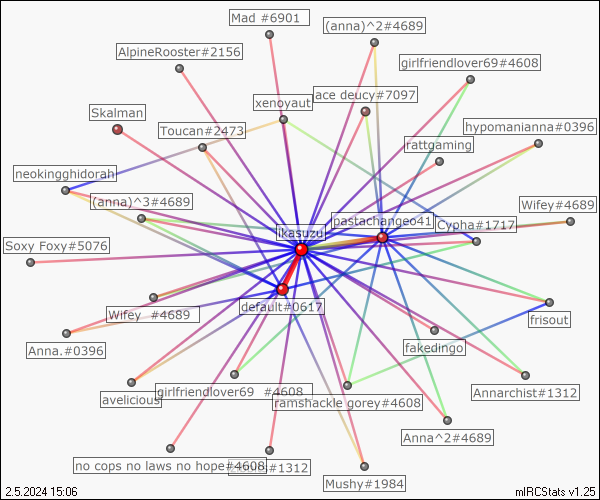 Mad #6901
(anna)^2#4689
AlpineRooster#2156
girlfriendlover69#4608
xenoyaut
ace deucy#7097
Skalman
Toucan#2473
hypomanianna#0396
rattgaming
neokingghidorah
(anna)^3#4689
Wifey#4689
ikasuzu
pastachangeo41
Cypha#1717
Soxy Foxy#5076
default#0617
Wifey_#4689
frisout
Anna.#0396
fakedingo
avelicious
girlfriendlover69_#4608
ramshackle gorey#4608
Annarchist#1312
Anna^2#4689
no cops no laws no hope#4608
#1312
Mushy#1984
2.5.2024 15:06
mIRCStats v1.25